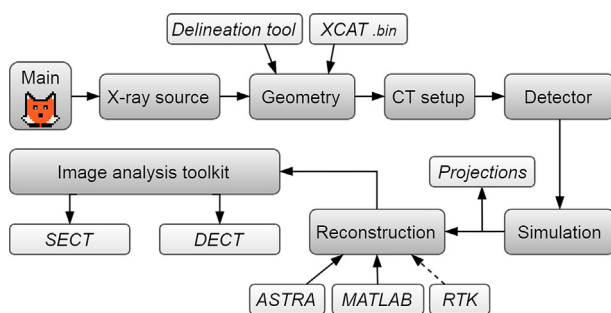 Delineation tool
XCAT .bin
Main
X-ray source
Geometry
CT setup
Detector
Image analysis toolkit
Projections
SECT
DECT
Reconstruction
Simulation
ASTRA
MATLAB
RTK